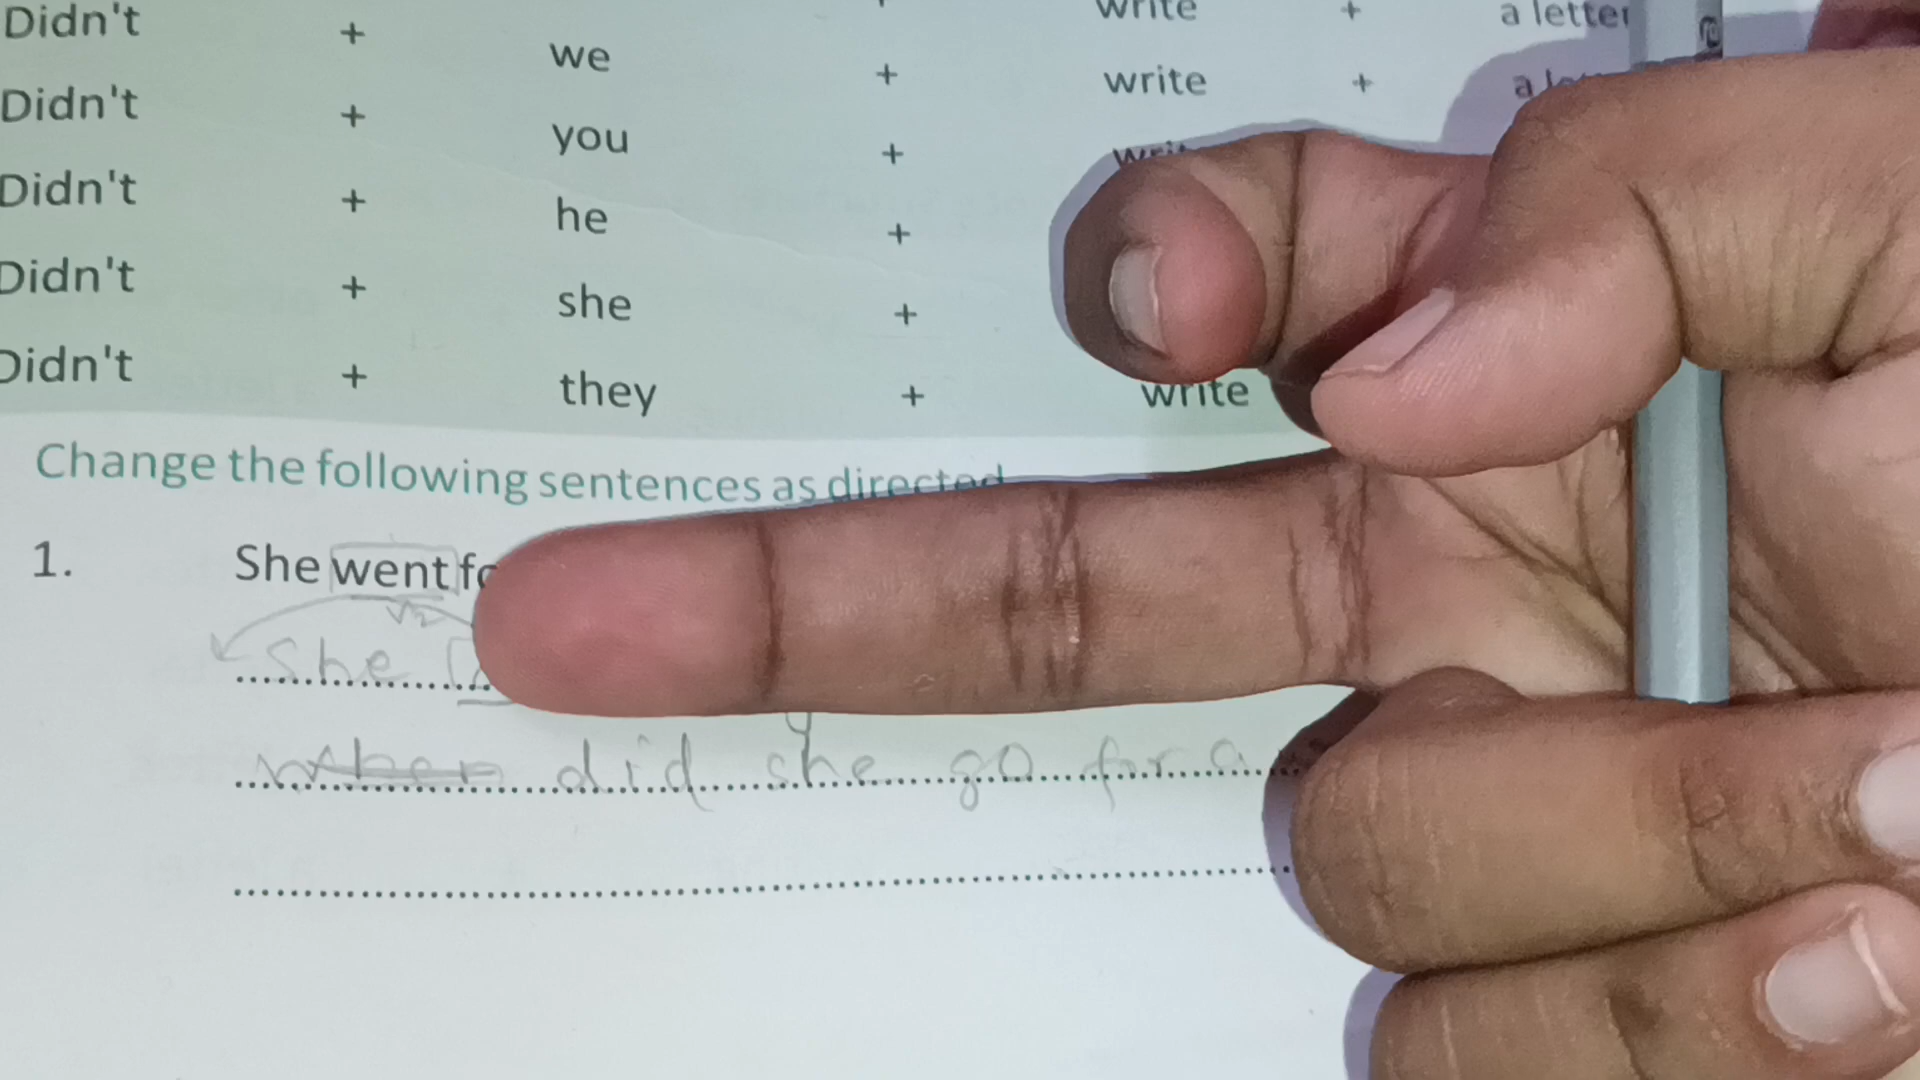 write + a letter
Didn't + we + write +
Didn't + you +
Didn't + he +
Didn't + she +
Didn't + they + write
Change the following sentences as directed
1. She went
She
did she go for a